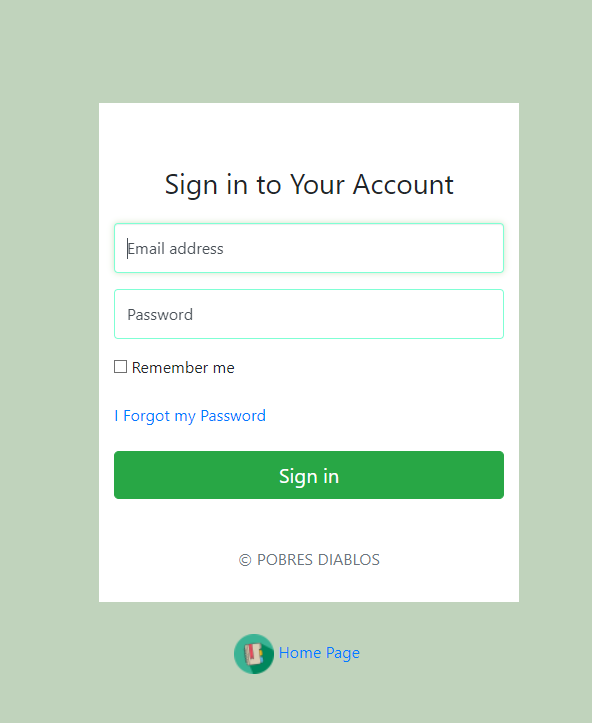 Sign in to Your Account
Email address
Password
Remember me
I Forgot my Password
Sign in
© POBRES DIABLOS
Home Page